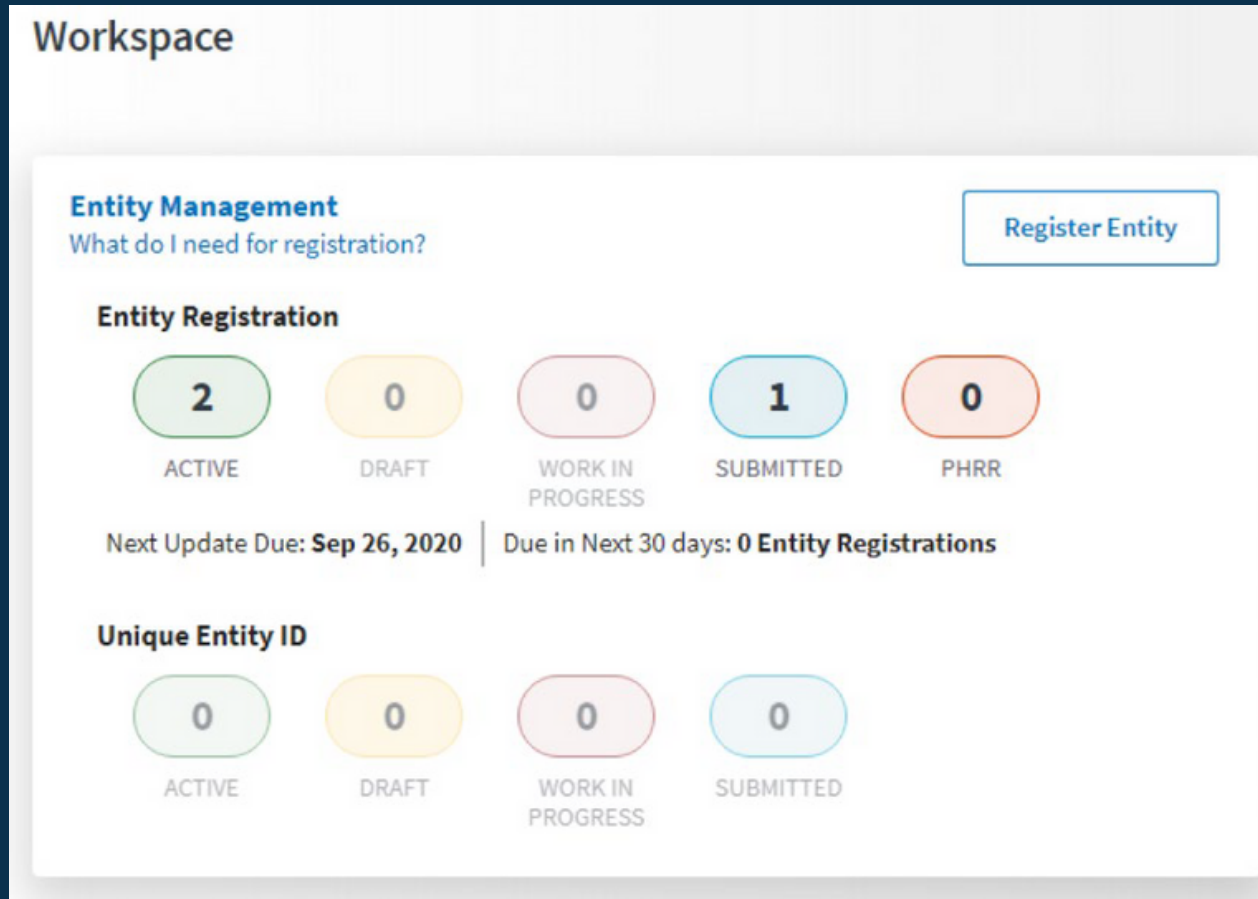 Workspace
Entity Management
Register Entity
What do I need for registration?
Entity Registration
2 0 0 1 0
ACTIVE DRAFT WORK IN PROGRESS SUBMITTED PHRR
Next Update Due: Sep 26, 2020 Due in Next 30 days: 0 Entity Registrations
Unique Entity ID
0 0 0 0
ACTIVE DRAFT WORK IN PROGRESS SUBMITTED